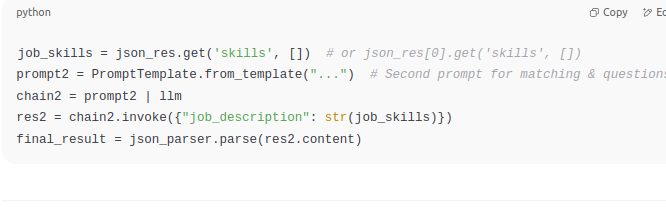 python
Copy
job_skills = json_res.get('skills', [])  # or json_res[0].get('skills', [])
prompt2 = PromptTemplate.from_template("...")  # Second prompt for matching & questions
chain2 = prompt2 | llm
res2 = chain2.invoke({"job_description": str(job_skills)})
final_result = json_parser.parse(res2.content)